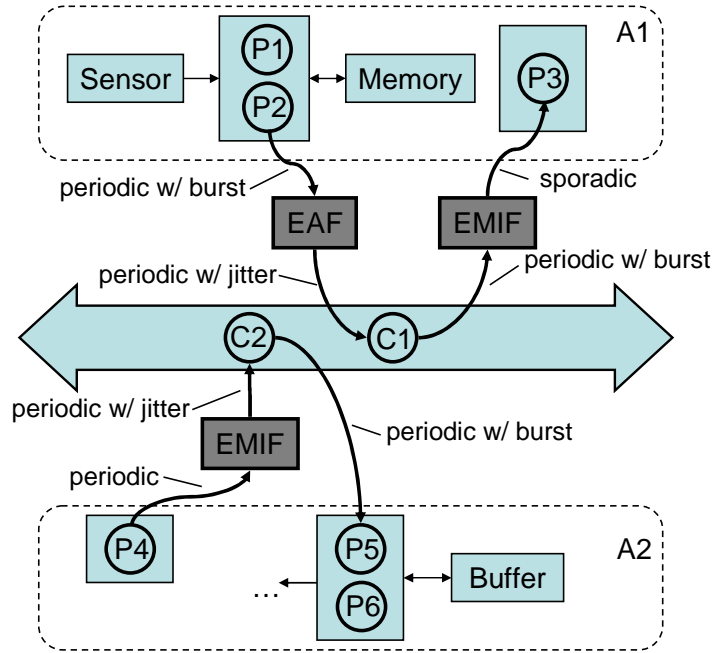 A1
P1
Sensor
Memory
P3
P2
periodic w/ burst
sporadic
EAF
EMIF
periodic w/ jitter
periodic w/ burst
C2
C1
periodic w/ jitter
periodic w/ burst
EMIF
periodic
P4
P5
A2
...
Buffer
P6